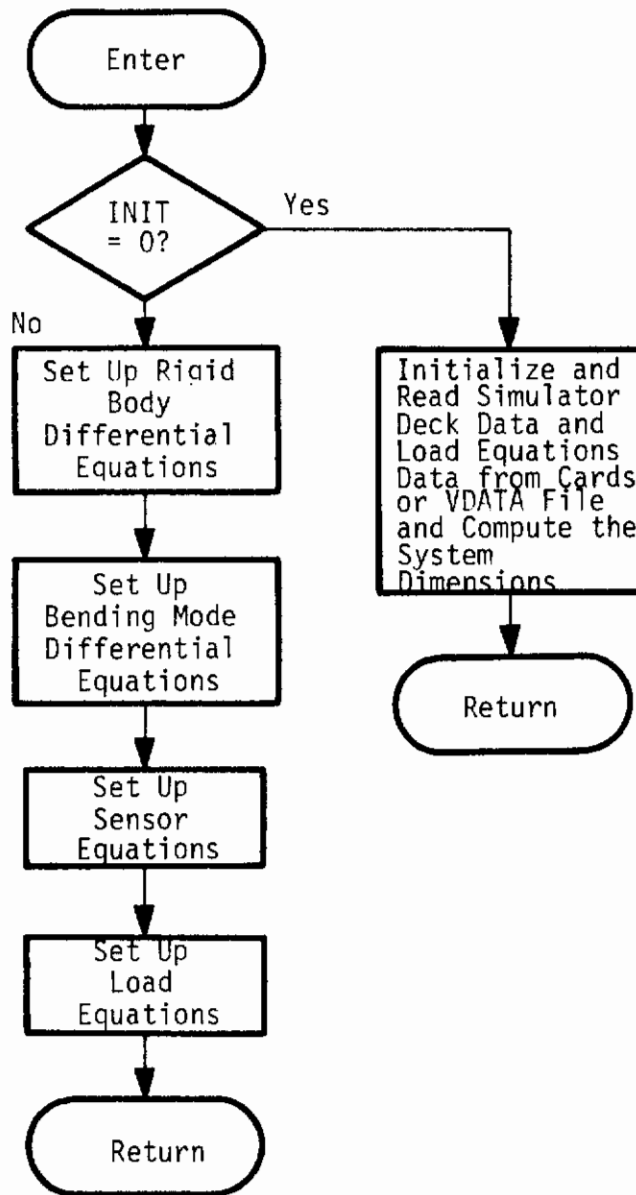 Enter
INIT
= 0?
Yes
No
Set Up Rigid
Body
Differential
Equations
Initialize and
Read Simulator
Deck Data and
Load Equations
Data from Cards
or VDATA File
and Compute the
System
Dimensions
Set Up
Bending Mode
Differential
Equations
Return
Set Up
Sensor
Equations
Set Up
Load
Equations
Return